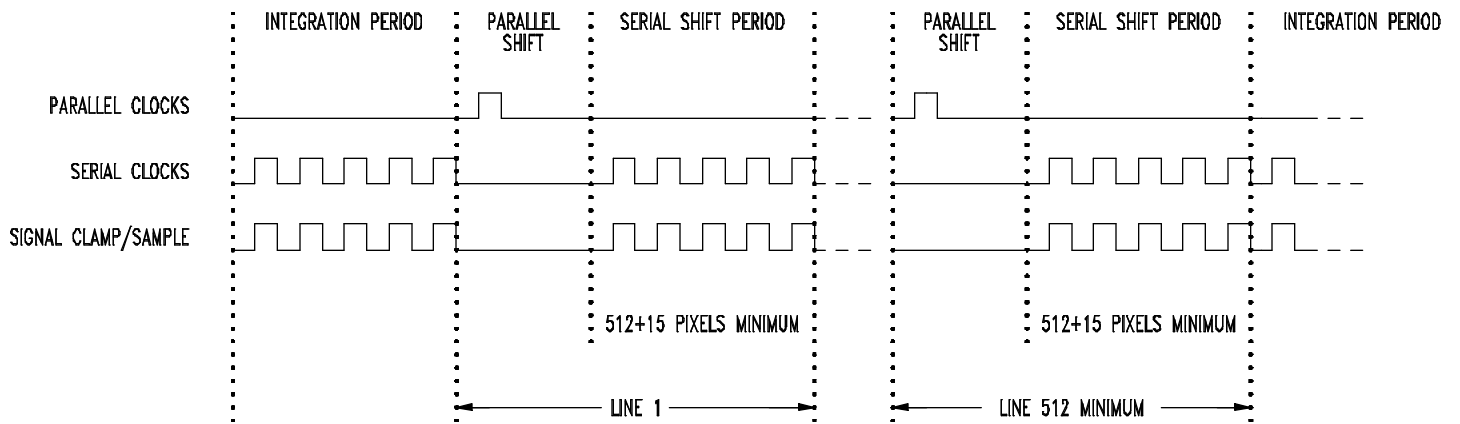 INTEGRATION PERIOD
PARALLEL
SHIFT
SERIAL SHIFT PERIOD
PARALLEL
SHIFT
SERIAL SHIFT PERIOD
INTEGRATION PERIOD
PARALLEL CLOCKS
SERIAL CLOCKS
SIGNAL CLAMP/SAMPLE
512+15 PIXELS MINIMUM
512+15 PIXELS MINIMUM
LINE 1
LINE 512 MINIMUM